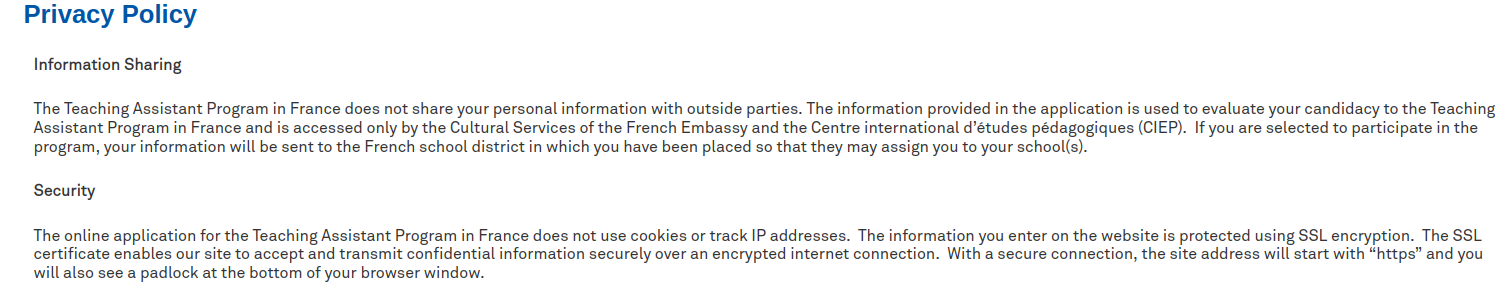 Privacy Policy
Information Sharing
The Teaching Assistant Program in France does not share your personal information with outside parties. The information provided in the application is used to evaluate your candidacy to the Teaching
Assistant Program in France and is accessed only by the Cultural Services of the French Embassy and the Centre international d’études pédagogiques (CIEP).  If you are selected to participate in the
program, your information will be sent to the French school district in which you have been placed so that they may assign you to your school(s).
Security
The online application for the Teaching Assistant Program in France does not use cookies or track IP addresses.  The information you enter on the website is protected using SSL encryption.  The SSL
certificate enables our site to accept and transmit confidential information securely over an encrypted internet connection.  With a secure connection, the site address will start with “https” and you
will also see a padlock at the bottom of your browser window.